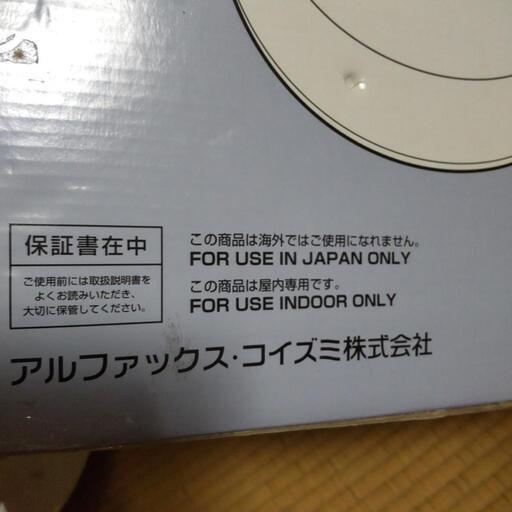 保証書在中
ご使用前には取扱説明書を
よくお読みいただき、
大切に保管してください。
この商品は海外ではご使用になれません。
FOR USE IN JAPAN ONLY
この商品は屋内専用です。
FOR USE INDOOR ONLY
アルファックス・コイズミ株式会社